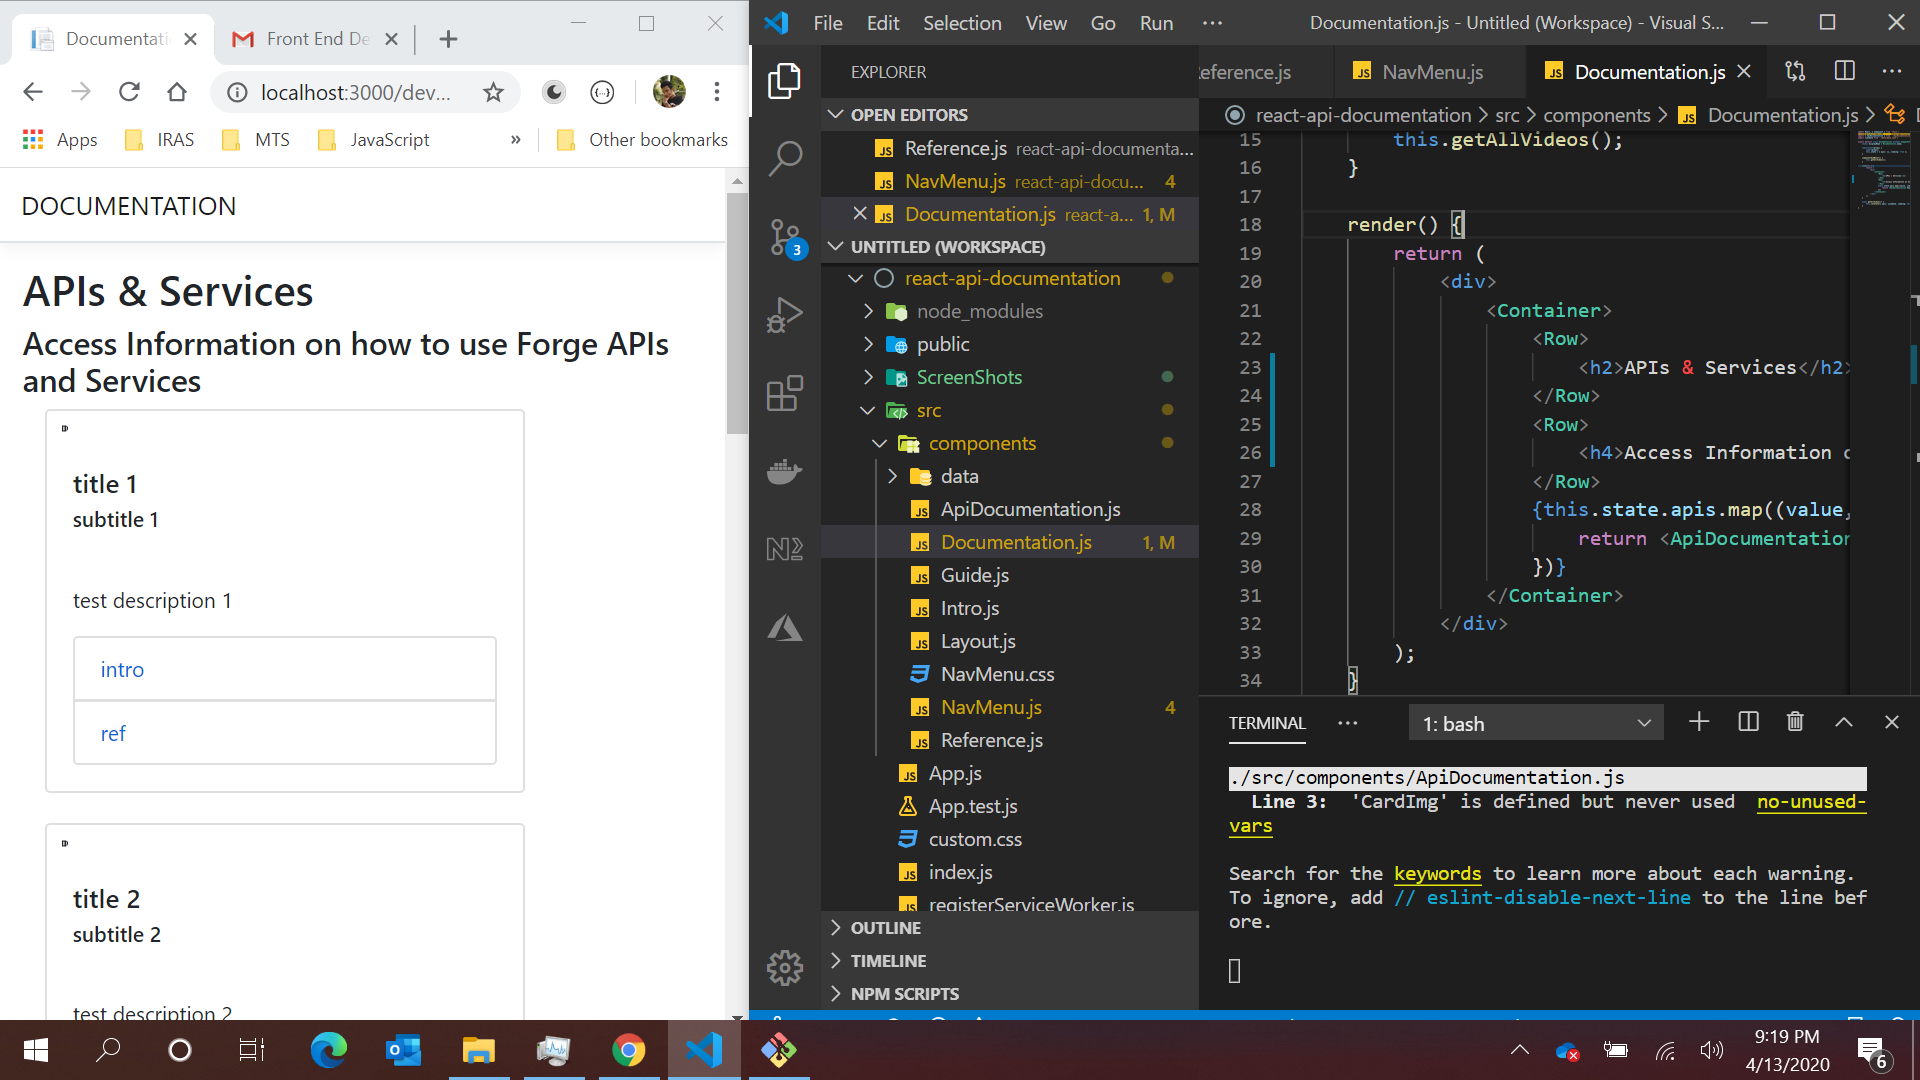 Documentati
Front End De
localhost:3000/dev...
Apps
IRAS
MTS
JavaScript
»
Other bookmarks
DOCUMENTATION
APIs & Services
Access Information on how to use Forge APIs
and Services
title 1
subtitle 1
test description 1
intro
ref
title 2
subtitle 2
test description 2
File Edit Selection View Go Run ···
Documentation.js - Untitled (Workspace) - Visual S...
EXPLORER
OPEN EDITORS
Reference.js react-api-documenta...
NavMenu.js react-api-docu... 4
Documentation.js react-a... 1, M
UNTITLED (WORKSPACE)
react-api-documentation
node_modules
public
ScreenShots
src
components
data
ApiDocumentation.js
Documentation.js 1, M
Guide.js
Intro.js
Layout.js
NavMenu.css
NavMenu.js 4
Reference.js
App.js
App.test.js
custom.css
index.js
registerServiceWorker.js
OUTLINE
TIMELINE
NPM SCRIPTS
3
eference.js
NavMenu.js
Documentation.js
react-api-documentation > src > components > JS Documentation.js >
15 this.getAllVideos();
16 }
17
18 render() {
19 return (
20 <div>
21 <Container>
22 <Row>
23 <h2>APIs & Services</h2>
24 </Row>
25 <Row>
26 <h4>Access Information o
27 </Row>
28 {this.state.apis.map((value,
29 return <ApiDocumentation
30 })}
31 </Container>
32 </div>
33 );
34 }
TERMINAL ··· 1: bash
./src/components/ApiDocumentation.js
Line 3: 'CardImg' is defined but never used no-unused-
vars
Search for the keywords to learn more about each warning.
To ignore, add // eslint-disable-next-line to the line bef
ore.
9:19 PM
4/13/2020
6